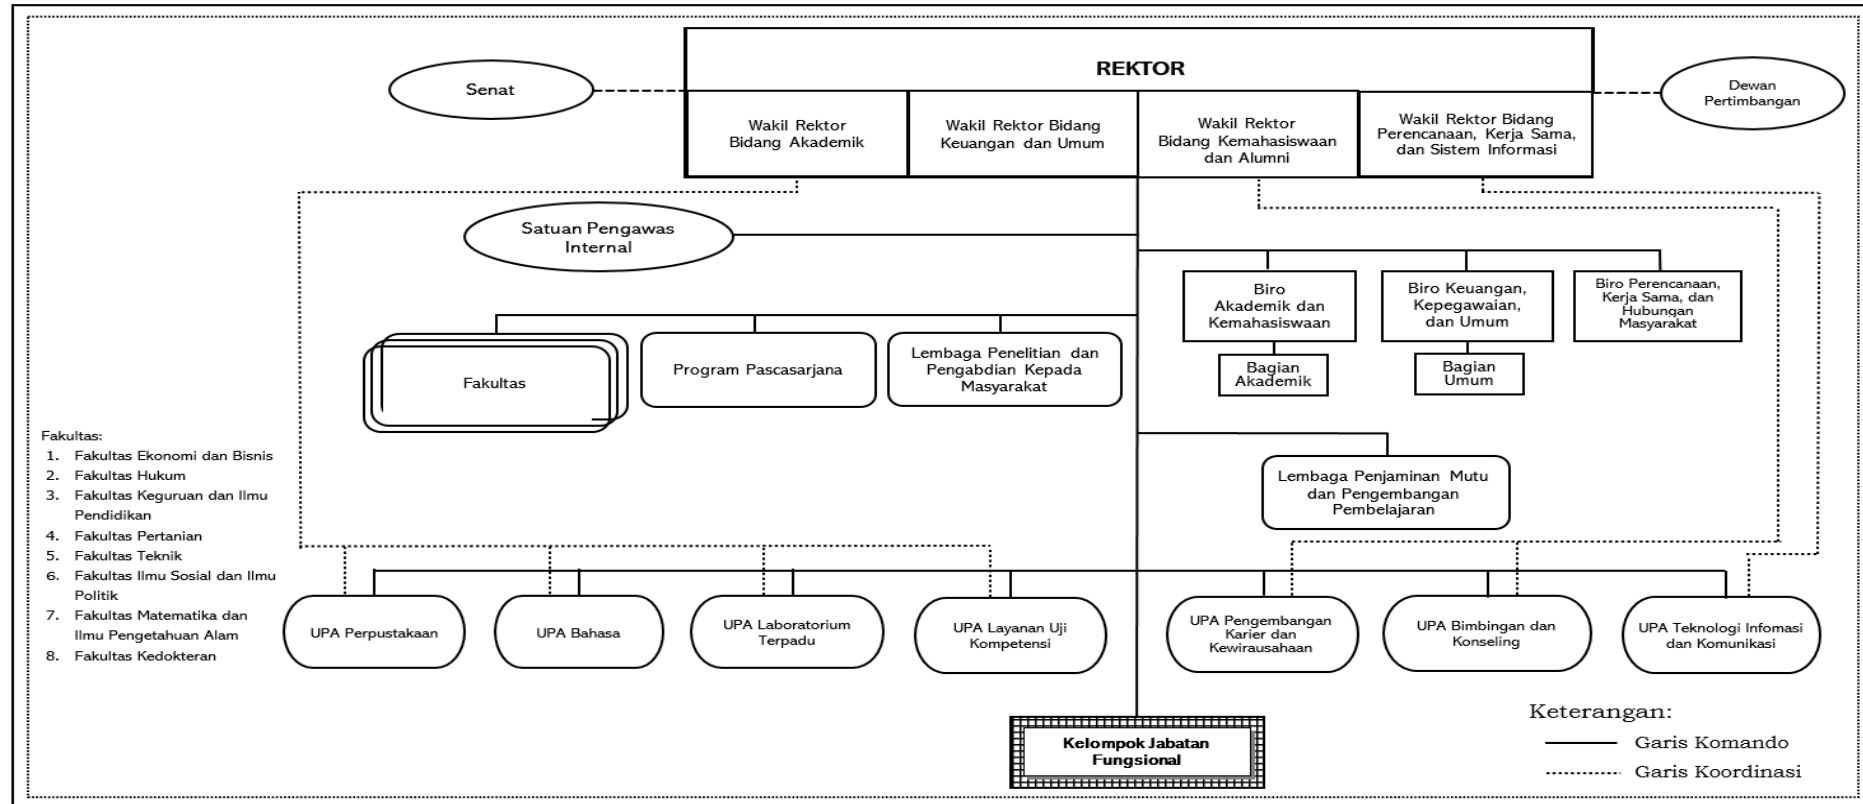 REKTOR
Senat
Dewan
Pertimbangan
Wakil Rektor
Bidang Akademik
Wakil Rektor Bidang
Keuangan dan Umum
Wakil Rektor
Bidang Kemahasiswaan
dan Alumni
Wakil Rektor Bidang
Perencanaan, Kerja Sama,
dan Sistem Informasi
Satuan Pengawas
Internal
Biro
Akademik dan
Kemahasiswaan
Biro Keuangan,
Kepegawaian,
dan Umum
Biro Perencanaan,
Kerja Sama, dan
Hubungan
Masyarakat
Bagian
Akademik
Bagian
Umum
Fakultas
Program Pascasarjana
Lembaga Penelitian dan
Pengabdian Kepada
Masyarakat
Lembaga Penjaminan Mutu
dan Pengembangan
Pembelajaran
Fakultas:
1. Fakultas Ekonomi dan Bisnis
2. Fakultas Hukum
3. Fakultas Keguruan dan Ilmu
Pendidikan
4. Fakultas Pertanian
5. Fakultas Teknik
6. Fakultas Ilmu Sosial dan Ilmu
Politik
7. Fakultas Matematika dan
Ilmu Pengetahuan Alam
8. Fakultas Kedokteran
UPA Perpustakaan
UPA Bahasa
UPA Laboratorium
Terpadu
UPA Layanan Uji
Kompetensi
UPA Pengembangan
Karier dan
Kewirausahaan
UPA Bimbingan dan
Konseling
UPA Teknologi Infomasi
dan Komunikasi
Kelompok Jabatan
Fungsional
Keterangan:
Garis Komando
Garis Koordinasi